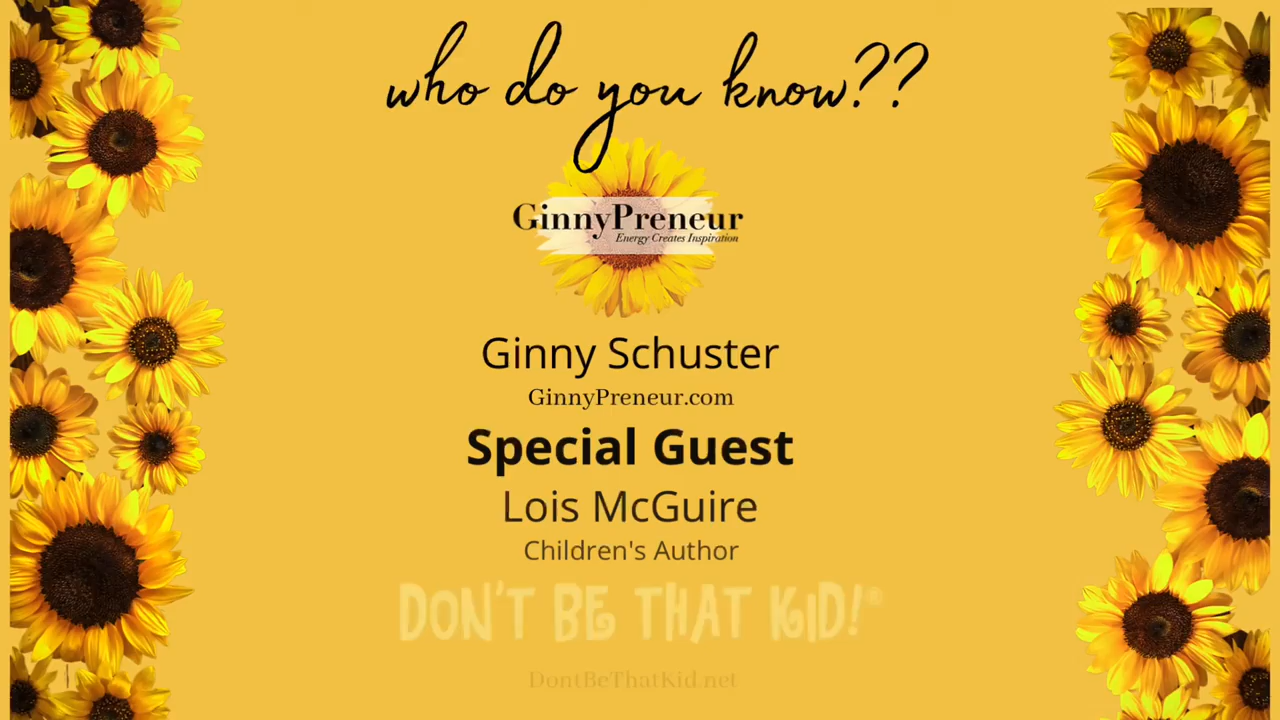 who do you know??
GinnyPreneur
Energy Creates Inspiration
Ginny Schuster
GinnyPreneur.com
Special Guest
Lois McGuire
Children's Author
DON'T BE THAT KiD!®
DontBeThatKid.net